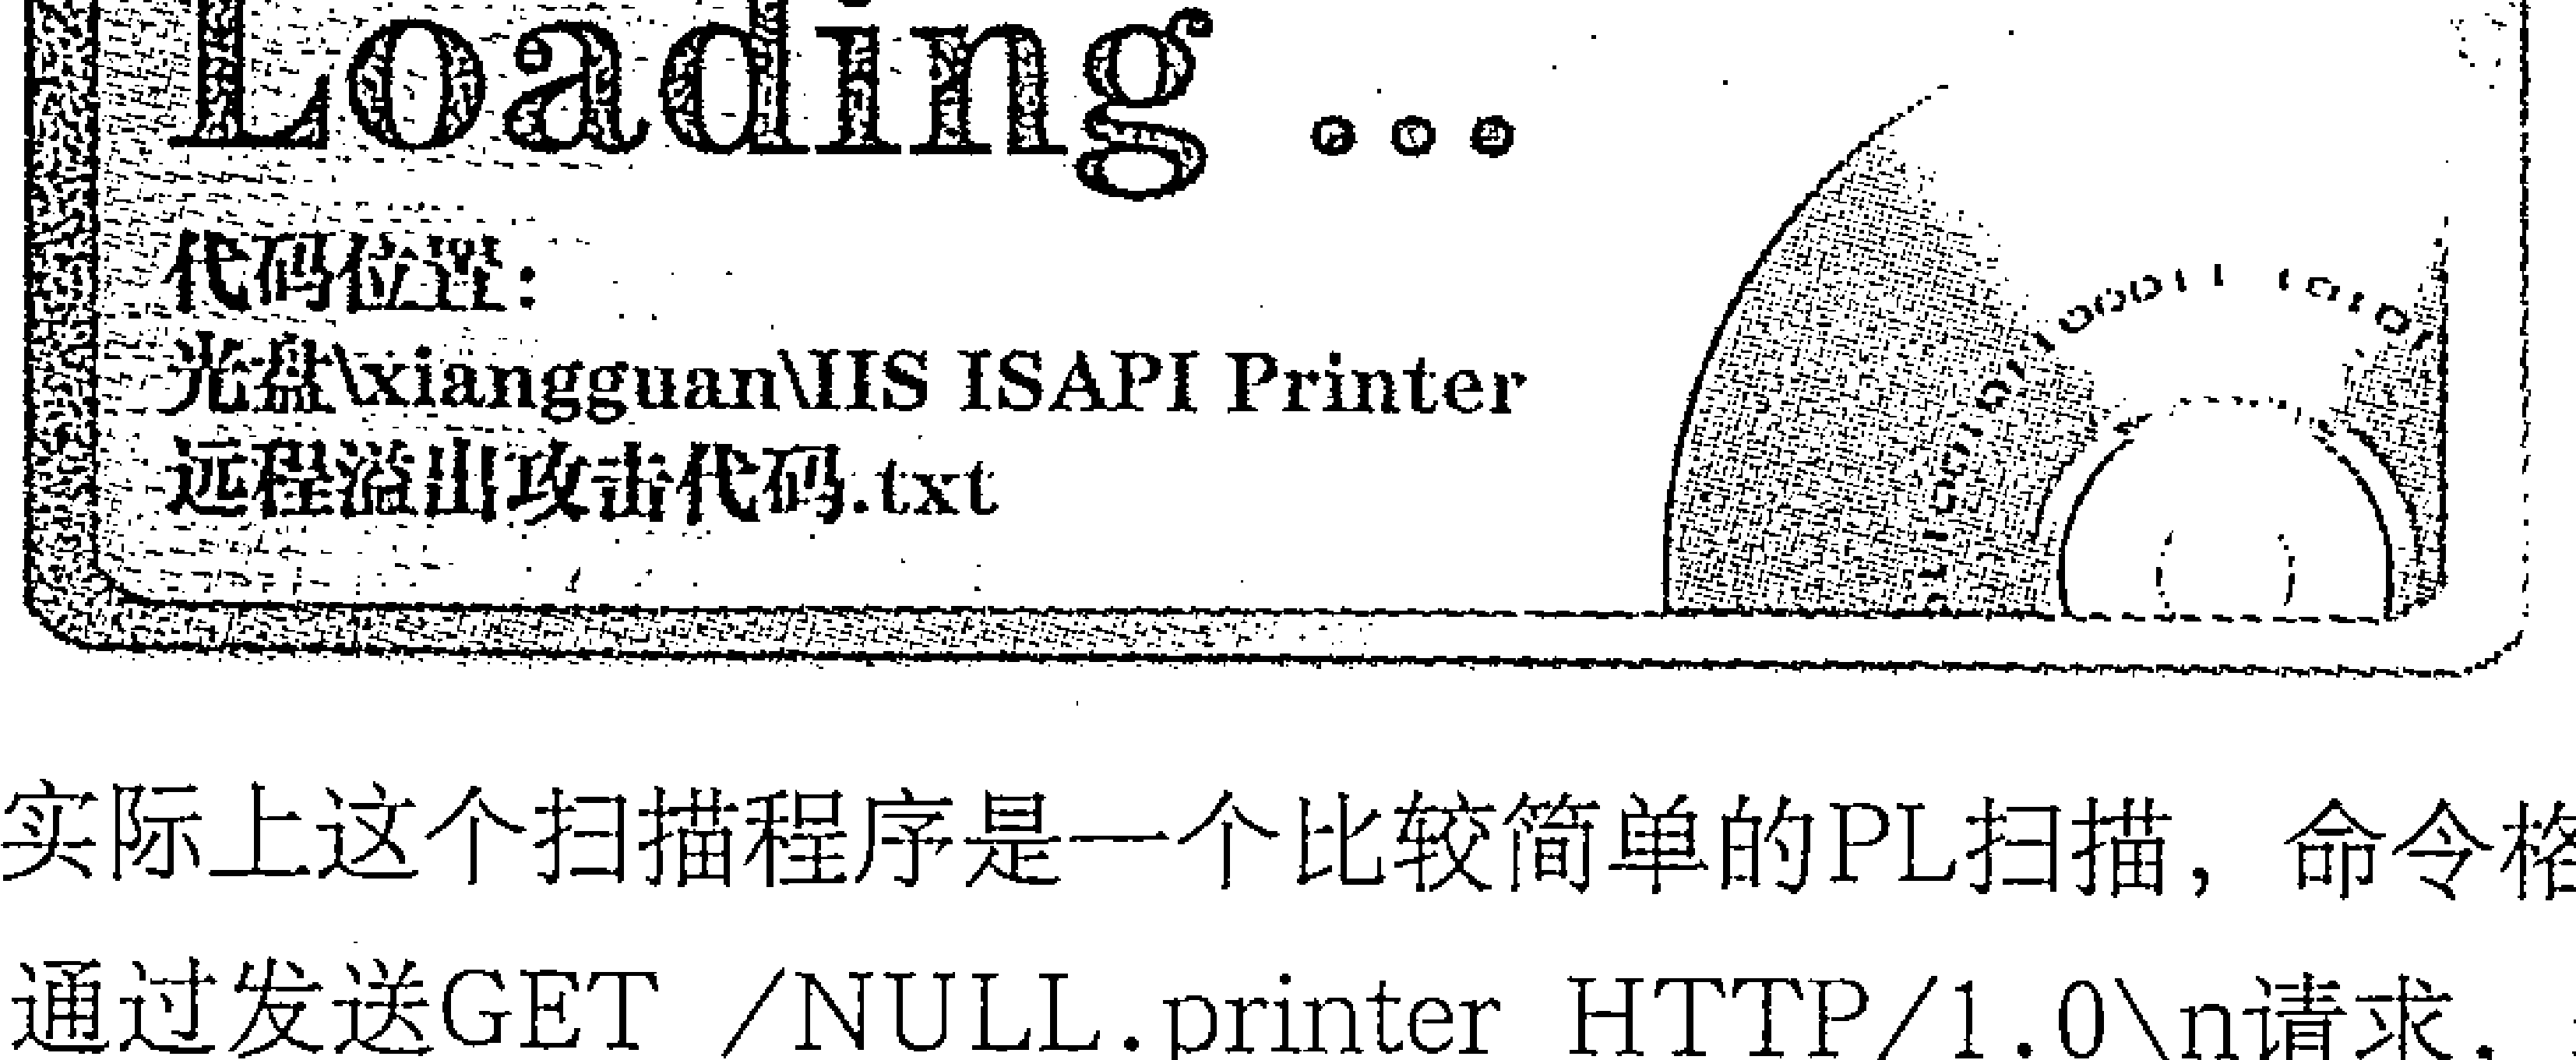 Loading ...
代码位置:
光盘\xiangguan\IIS ISAPI Printer
远程溢出攻击代码.txt
实际上这个扫描程序是一个比较简单的PL扫描，命令格
通过发送GET /NULL.printer HTTP/1.0\n请求，